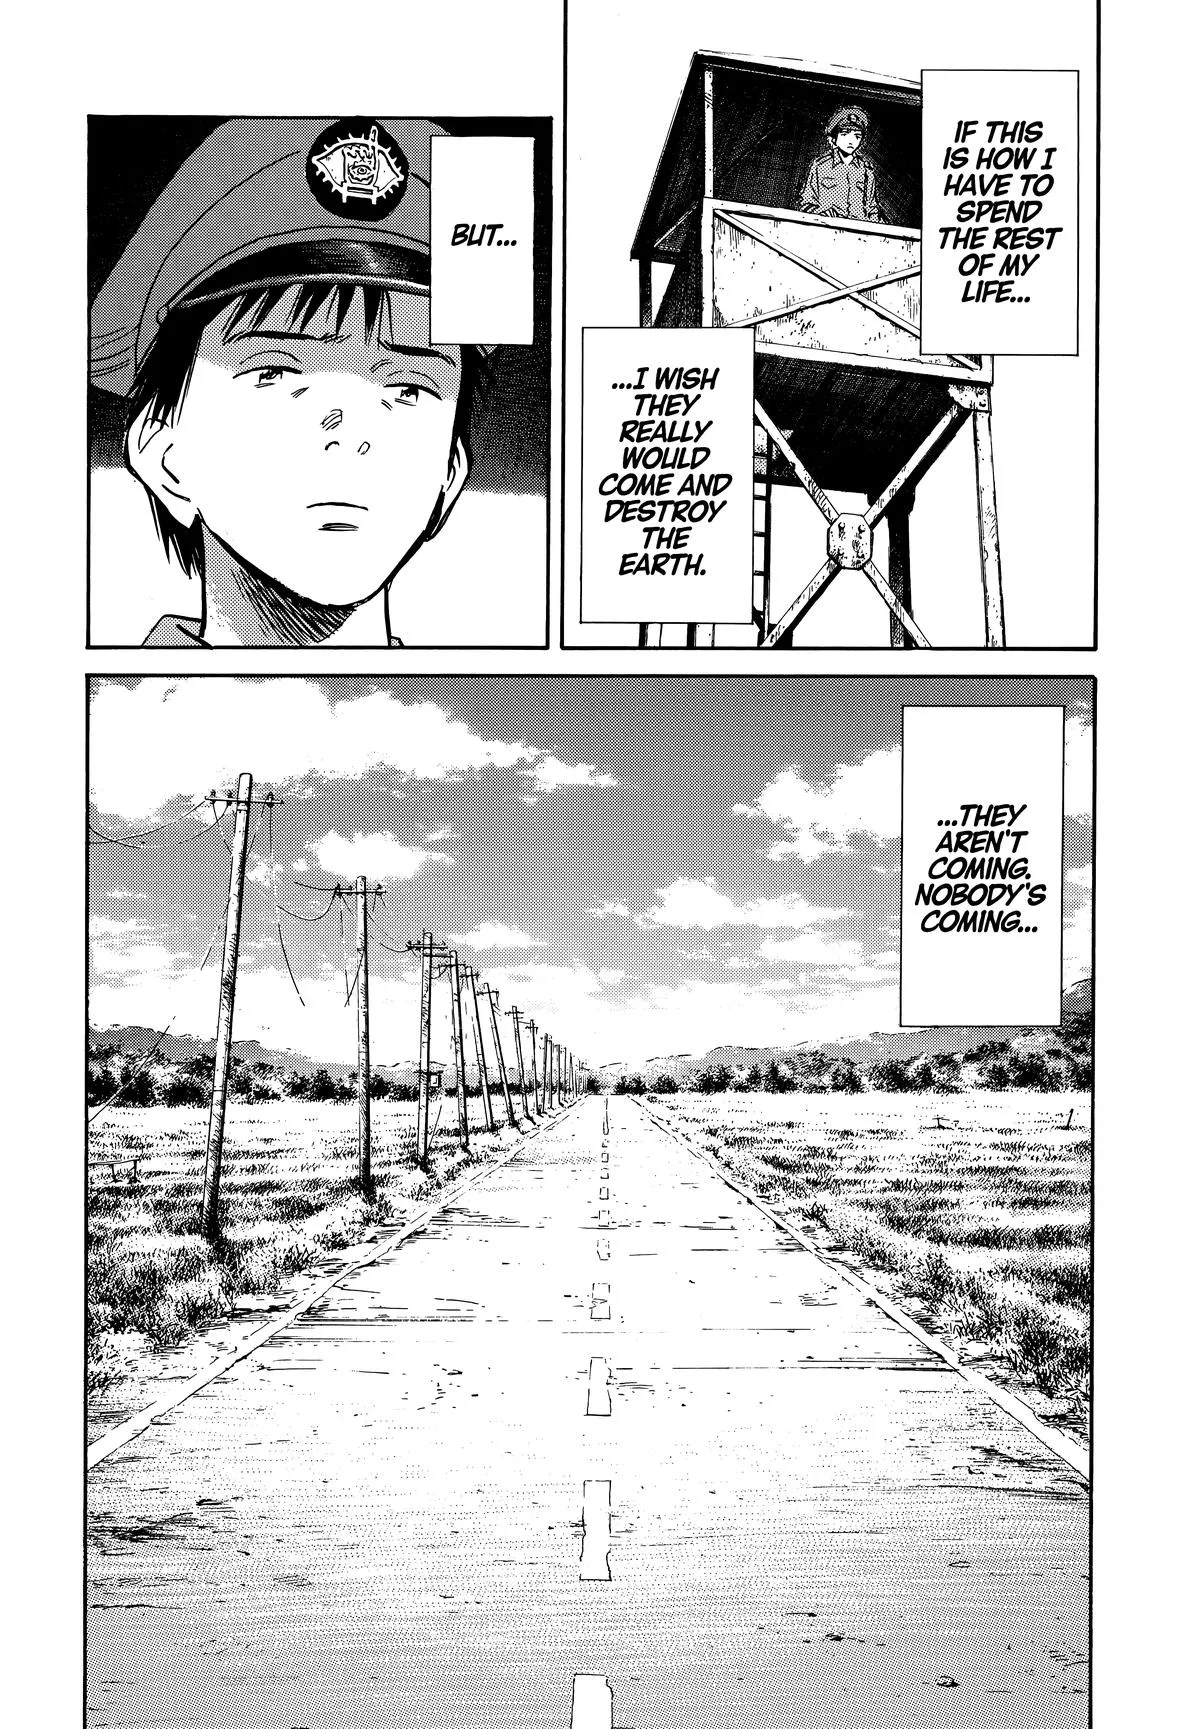 IF THIS
IS HOW I
HAVE TO
SPEND
THE REST
OF MY
LIFE...
...I WISH
THEY
REALLY
WOULD
COME AND
DESTROY
THE
EARTH.
BUT...
...THEY
AREN'T
COMING.
NOBODY'S
COMING...